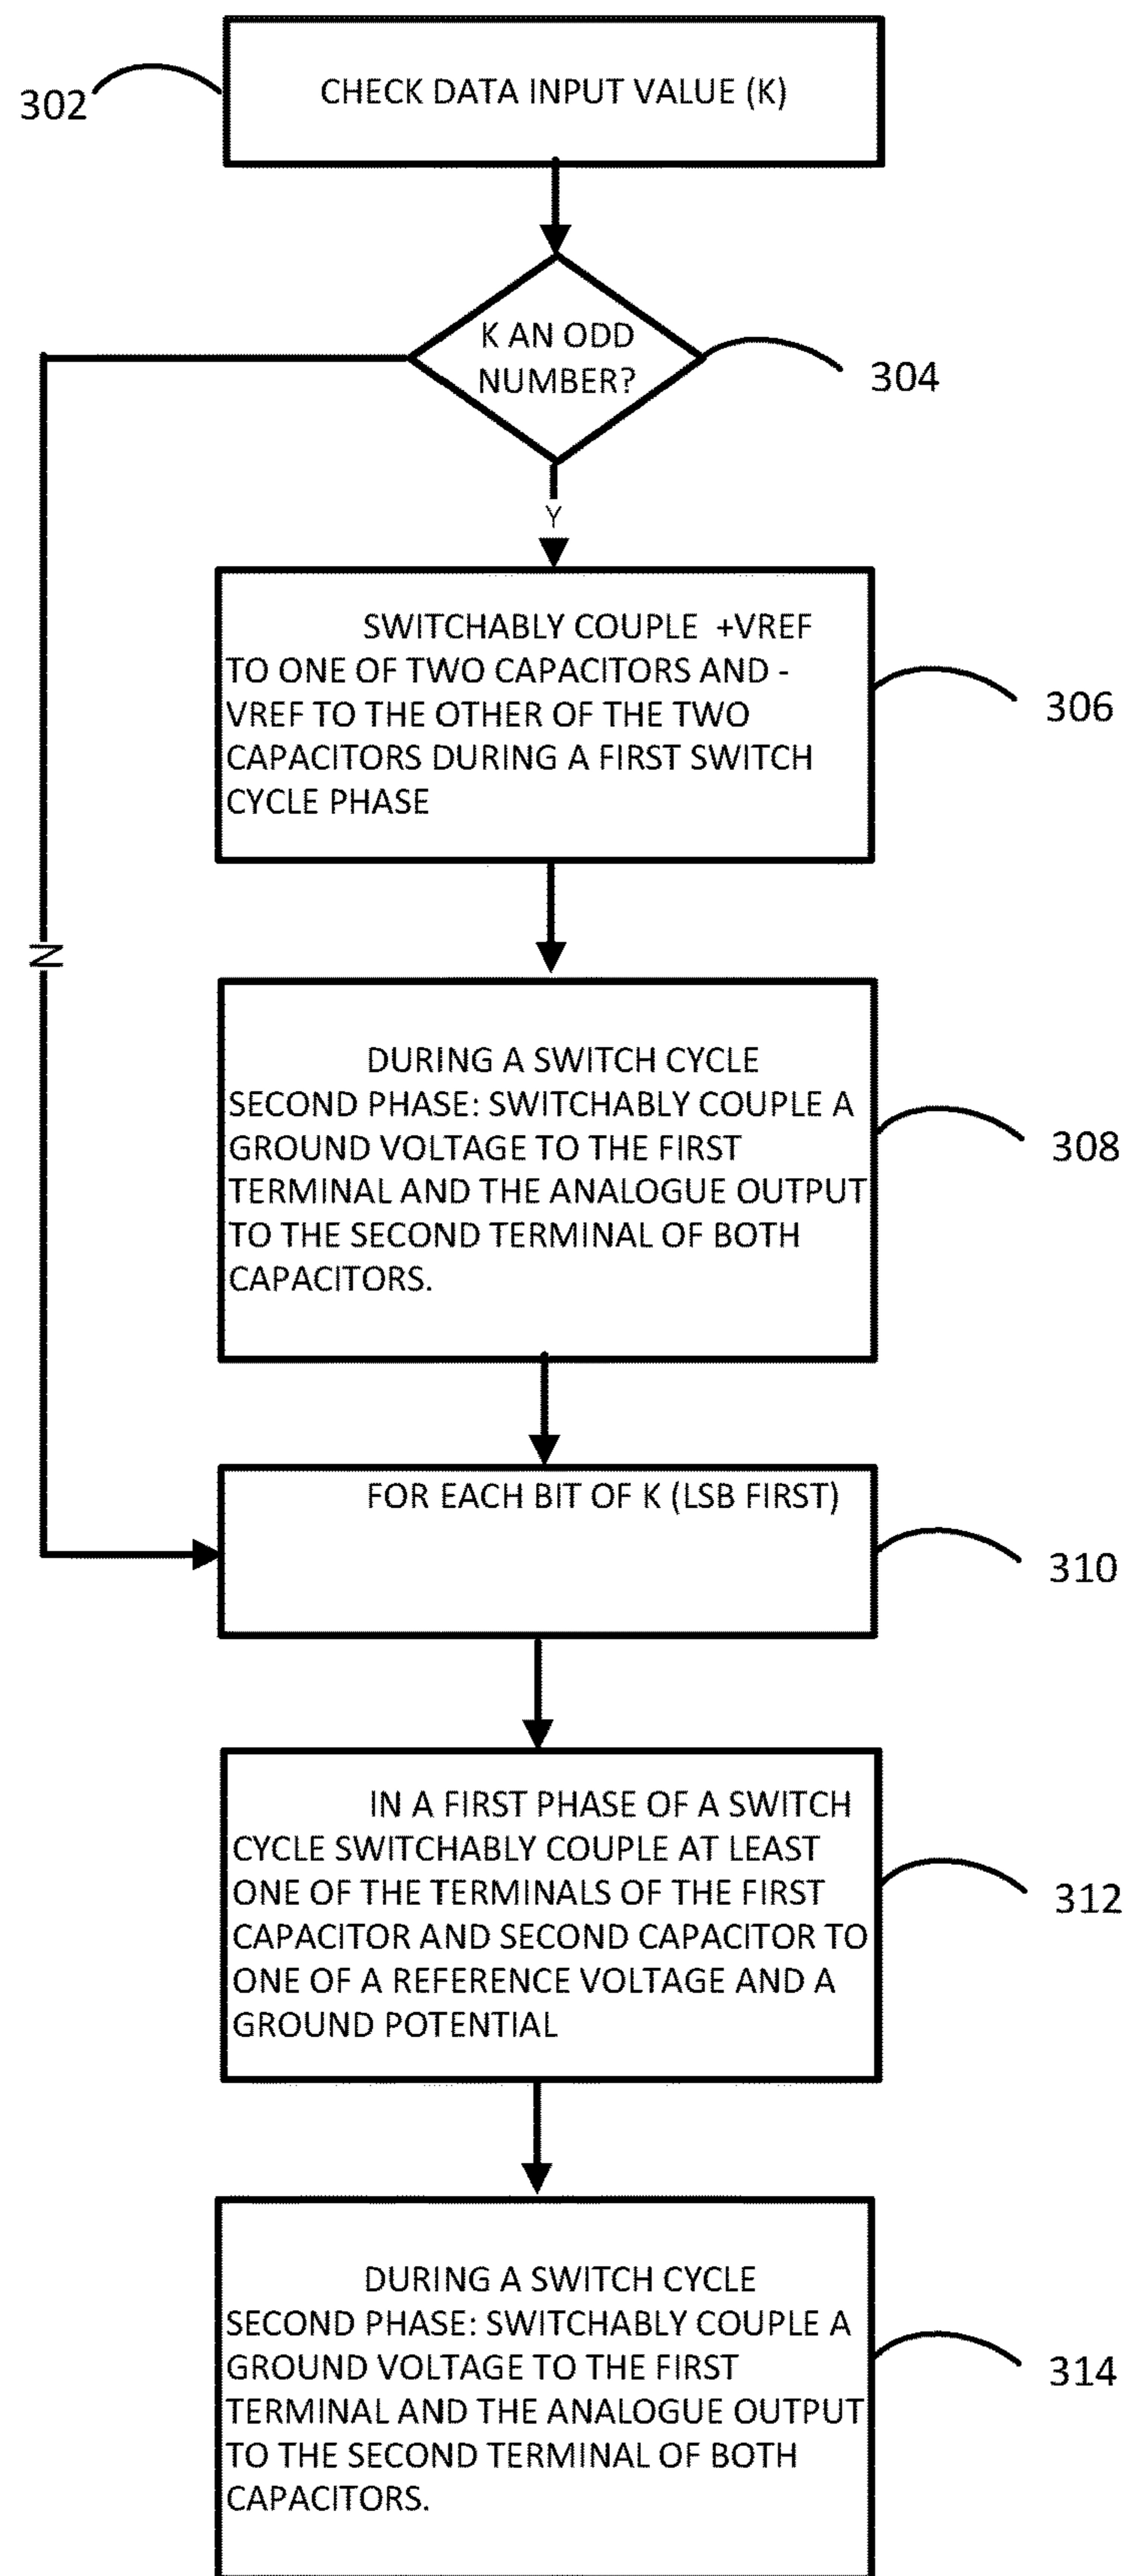 CHECK DATA INPUT VALUE (K)
302
K AN ODD
NUMBER?
304
Y
SWITCHABLY COUPLE +VREF
TO ONE OF TWO CAPACITORS AND -
VREF TO THE OTHER OF THE TWO
CAPACITORS DURING A FIRST SWITCH
CYCLE PHASE
306
N
DURING A SWITCH CYCLE
SECOND PHASE: SWITCHABLY COUPLE A
GROUND VOLTAGE TO THE FIRST
TERMINAL AND THE ANALOGUE OUTPUT
TO THE SECOND TERMINAL OF BOTH
CAPACITORS.
308
FOR EACH BIT OF K (LSB FIRST)
310
IN A FIRST PHASE OF A SWITCH
CYCLE SWITCHABLY COUPLE AT LEAST
ONE OF THE TERMINALS OF THE FIRST
CAPACITOR AND SECOND CAPACITOR TO
ONE OF A REFERENCE VOLTAGE AND A
GROUND POTENTIAL
312
DURING A SWITCH CYCLE
SECOND PHASE: SWITCHABLY COUPLE A
GROUND VOLTAGE TO THE FIRST
TERMINAL AND THE ANALOGUE OUTPUT
TO THE SECOND TERMINAL OF BOTH
CAPACITORS.
314